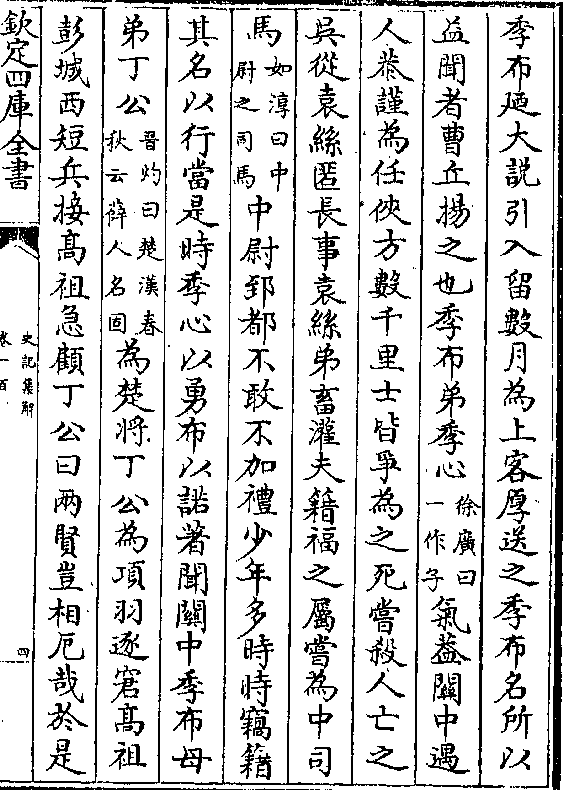 季布廼大說引入留數月為上客厚送之季布名所以
益聞者曹丘揚之也季布弟季心徐廣曰一作子氣葢關中遇
人恭謹為任俠方數千里士皆爭為之死嘗殺人亡之
吳從袁絲匿長事袁絲弟畜灌夫籍福之屬嘗為中司
馬如淳曰中尉之司馬中尉郅都不敢不加禮少年多時時竊籍
其名以行當是時季心以勇布以諾著聞關中季布母
弟丁公晉灼曰楚漢春秋云薛人名固為楚將丁公為項羽逐窘高祖
彭城西短兵接高祖急顧丁公曰兩賢豈相厄哉於是
欽定四庫全書
史記集解
卷一百
四